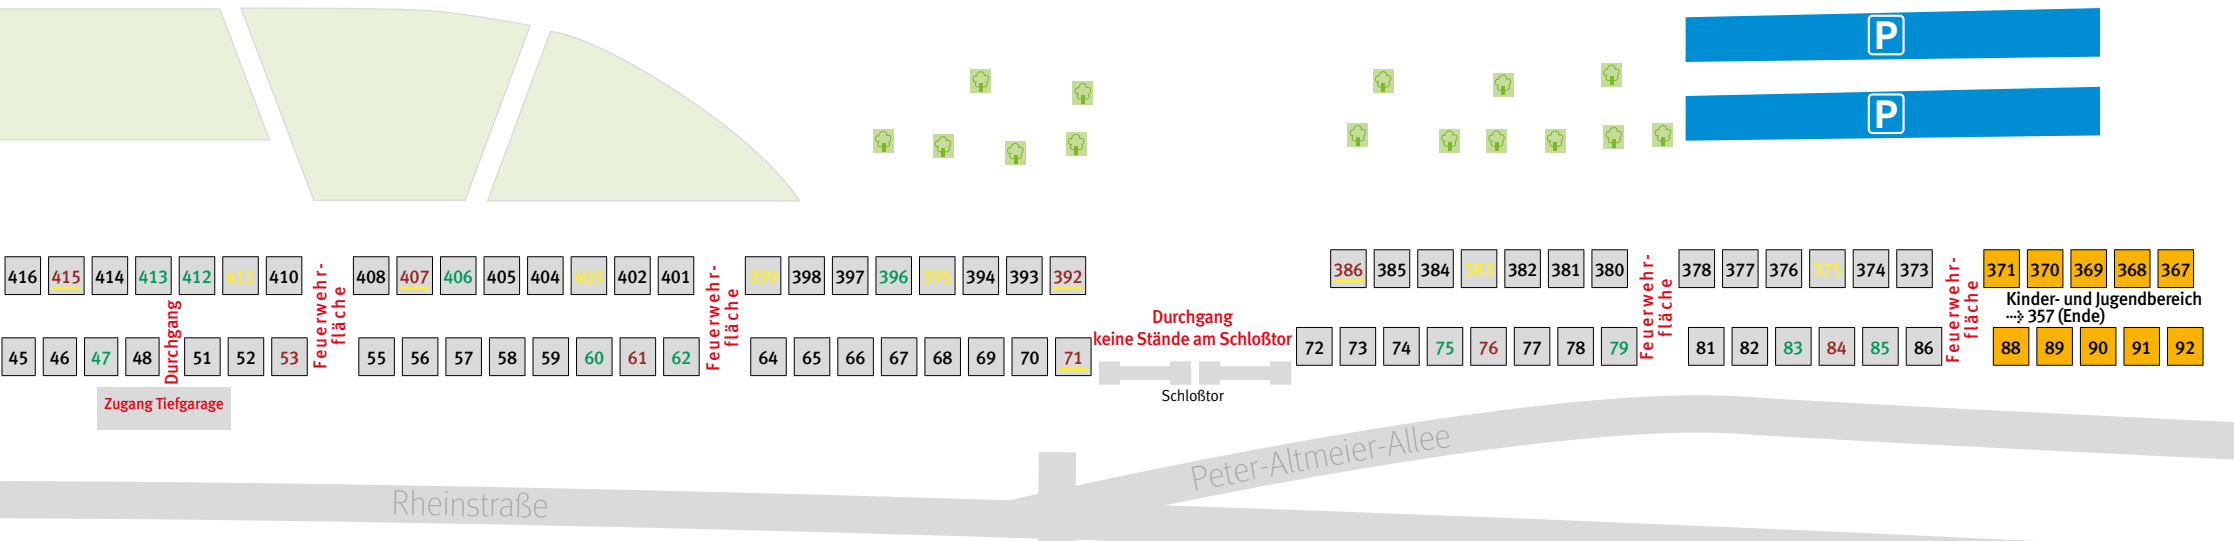 P
P
416 415 414 413 412 411 410
Feuerwehr-
fläche
408 407 406 405 404 403 402 401
Feuerwehr-
fläche
399 398 397 396 395 394 393 392
386 385 384 383 382 381 380
Feuerwehr-
fläche
378 377 376 375 374 373
Feuerwehr-
fläche
371 370 369 368 367
Kinder- und Jugendbereich
357 (Ende)
Durchgang
Durchgang
keine Stände am Schloßtor
45 46 47 48 51 52 53
55 56 57 58 59 60 61 62
64 65 66 67 68 69 70 71
72 73 74 75 76 77 78 79
81 82 83 84 85 86
88 89 90 91 92
Zugang Tiefgarage
Schloßtor
Peter-Altmeier-Allee
Rheinstraße